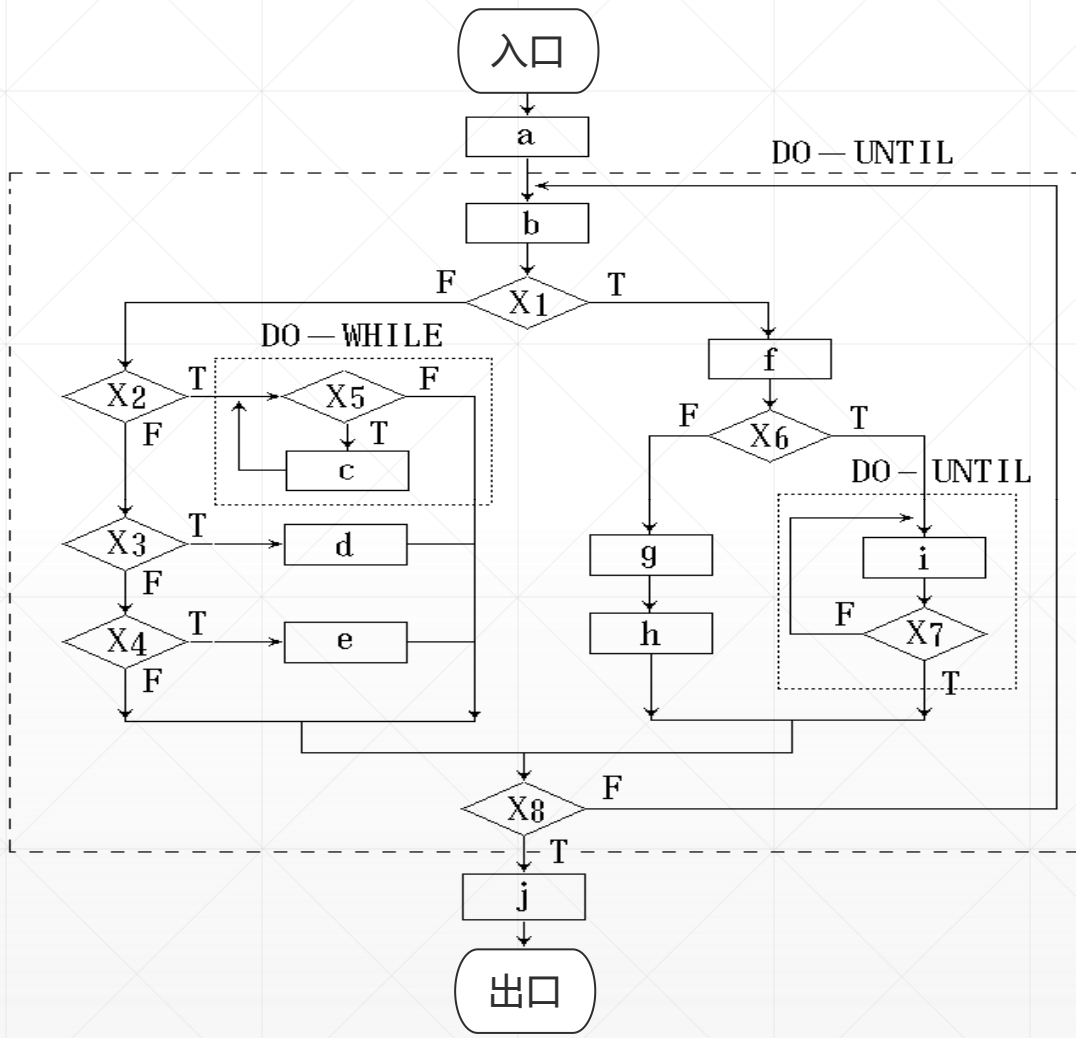 入口
a
DO—UNTIL
b
F
X1
T
DO—WHILE
f
X2
T
X5
F
F
X6
T
F
T
c
DO—UNTIL
X3
T
d
g
i
F
X4
T
e
h
F
X7
F
T
X8
F
T
j
出口